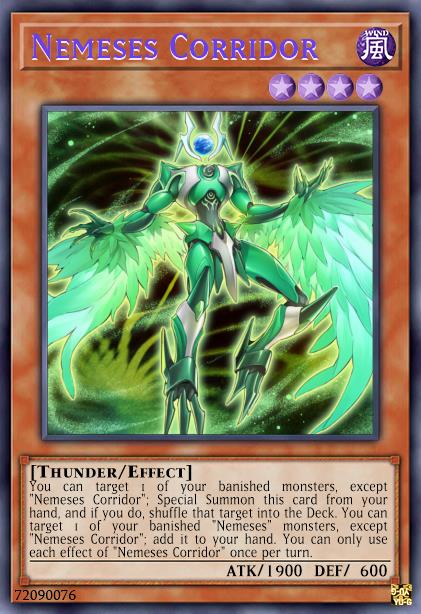 NEMESES CORRIDOR
WIND
風
[THUNDER/EFFECT]
You can target 1 of your banished monsters, except
"Nemeses Corridor"; Special Summon this card from your
hand, and if you do, shuffle that target into the Deck. You can
target 1 of your banished "Nemeses" monsters, except
"Nemeses Corridor"; add it to your hand. You can only use
each effect of "Nemeses Corridor" once per turn.
ATK/1900 DEF/ 600
72090076